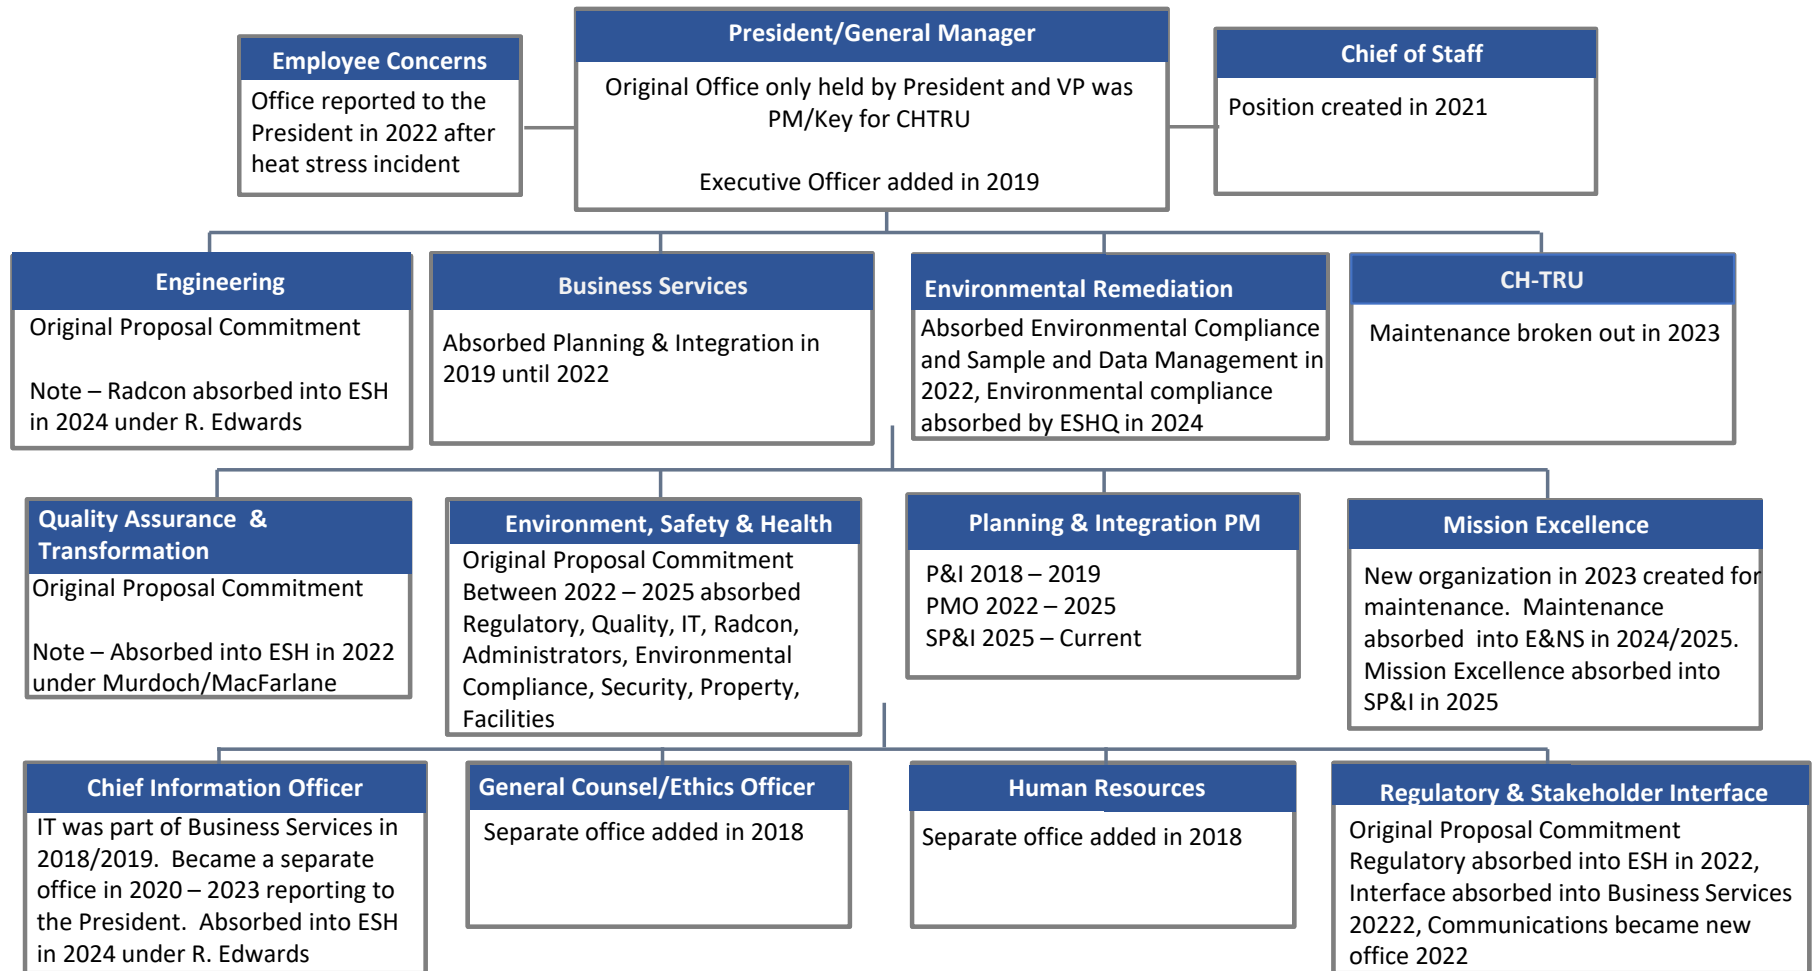 President/General Manager
Original Office only held by President and VP was
PM/Key for CHTRU
Executive Officer added in 2019
Employee Concerns
Office reported to the
President in 2022 after
heat stress incident
Chief of Staff
Position created in 2021
Engineering
Original Proposal Commitment
Note – Radcon absorbed into ESH
in 2024 under R. Edwards
Business Services
Absorbed Planning & Integration in
2019 until 2022
Environmental Remediation
Absorbed Environmental Compliance
and Sample and Data Management in
2022, Environmental compliance
absorbed by ESHQ in 2024
CH-TRU
Maintenance broken out in 2023
Quality Assurance &
Transformation
Original Proposal Commitment
Note – Absorbed into ESH in 2022
under Murdoch/MacFarlane
Environment, Safety & Health
Original Proposal Commitment
Between 2022 – 2025 absorbed
Regulatory, Quality, IT, Radcon,
Administrators, Environmental
Compliance, Security, Property,
Facilities
Planning & Integration PM
P&I 2018 – 2019
PMO 2022 – 2025
SP&I 2025 – Current
Mission Excellence
New organization in 2023 created for
maintenance. Maintenance
absorbed into E&NS in 2024/2025.
Mission Excellence absorbed into
SP&I in 2025
Chief Information Officer
IT was part of Business Services in
2018/2019. Became a separate
office in 2020 – 2023 reporting to
the President. Absorbed into ESH
in 2024 under R. Edwards
General Counsel/Ethics Officer
Separate office added in 2018
Human Resources
Separate office added in 2018
Regulatory & Stakeholder Interface
Original Proposal Commitment
Regulatory absorbed into ESH in 2022,
Interface absorbed into Business Services
20222, Communications became new
office 2022